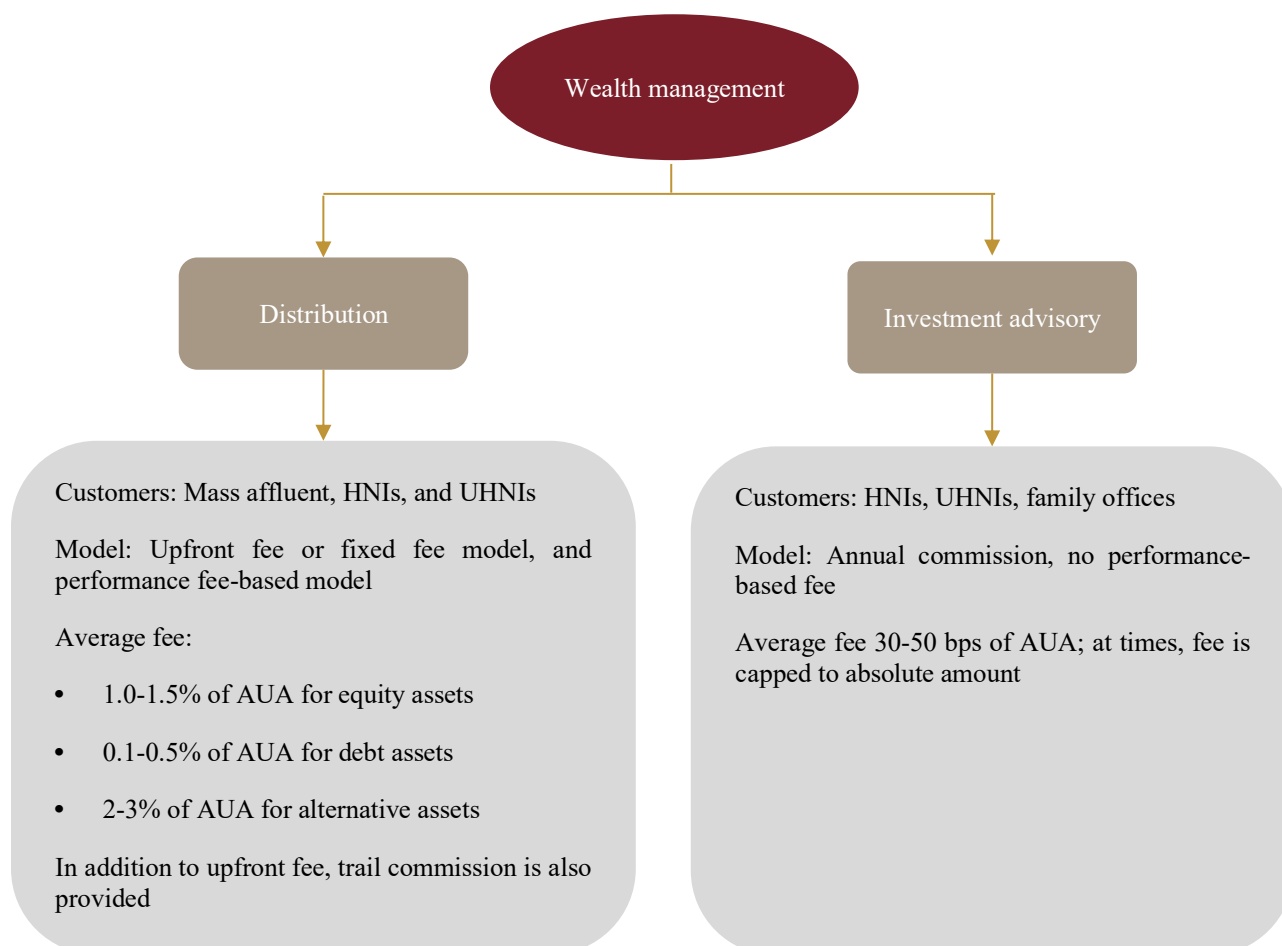 Wealth management
Distribution
Investment advisory
Customers: Mass affluent, HNIs, and UHNIs
Model: Upfront fee or fixed fee model, and
performance fee-based model
Average fee:
• 1.0-1.5% of AUA for equity assets
• 0.1-0.5% of AUA for debt assets
• 2-3% of AUA for alternative assets
In addition to upfront fee, trail commission is also
provided
Customers: HNIs, UHNIs, family offices
Model: Annual commission, no performance-
based fee
Average fee 30-50 bps of AUA; at times, fee is
capped to absolute amount